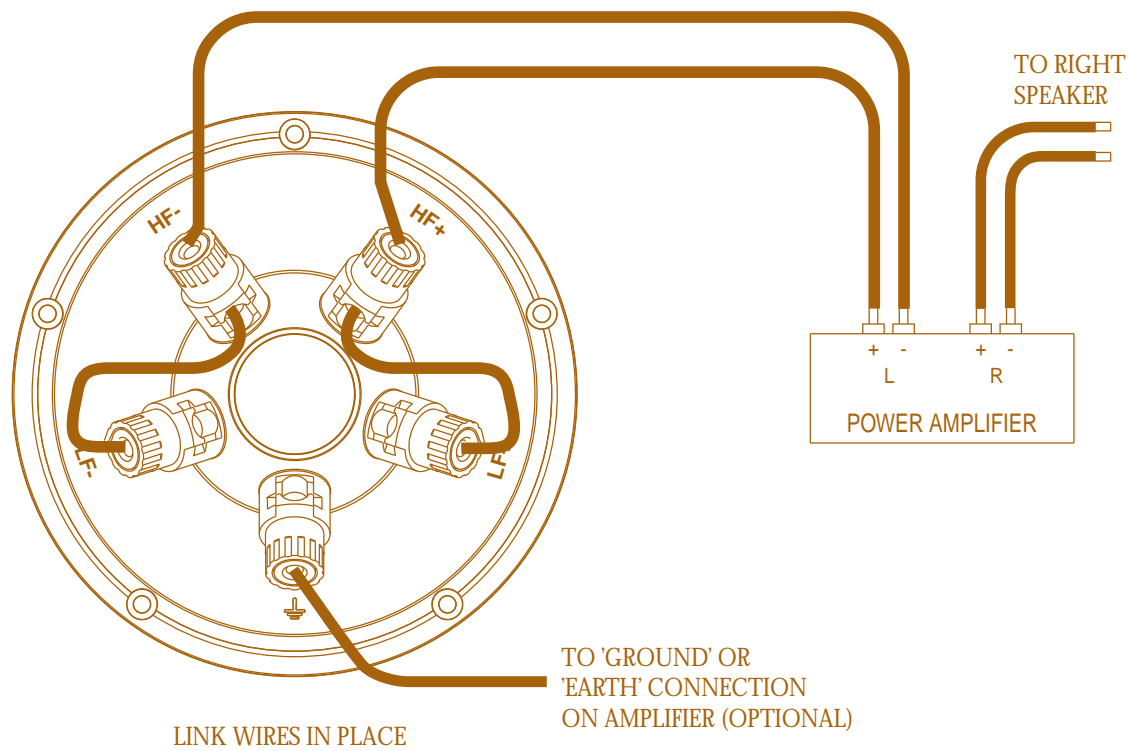 TO RIGHT
SPEAKER
HF-
HF+
+ - + -
L R
POWER AMPLIFIER
LF-
TO 'GROUND' OR
'EARTH' CONNECTION
ON AMPLIFIER (OPTIONAL)
LINK WIRES IN PLACE